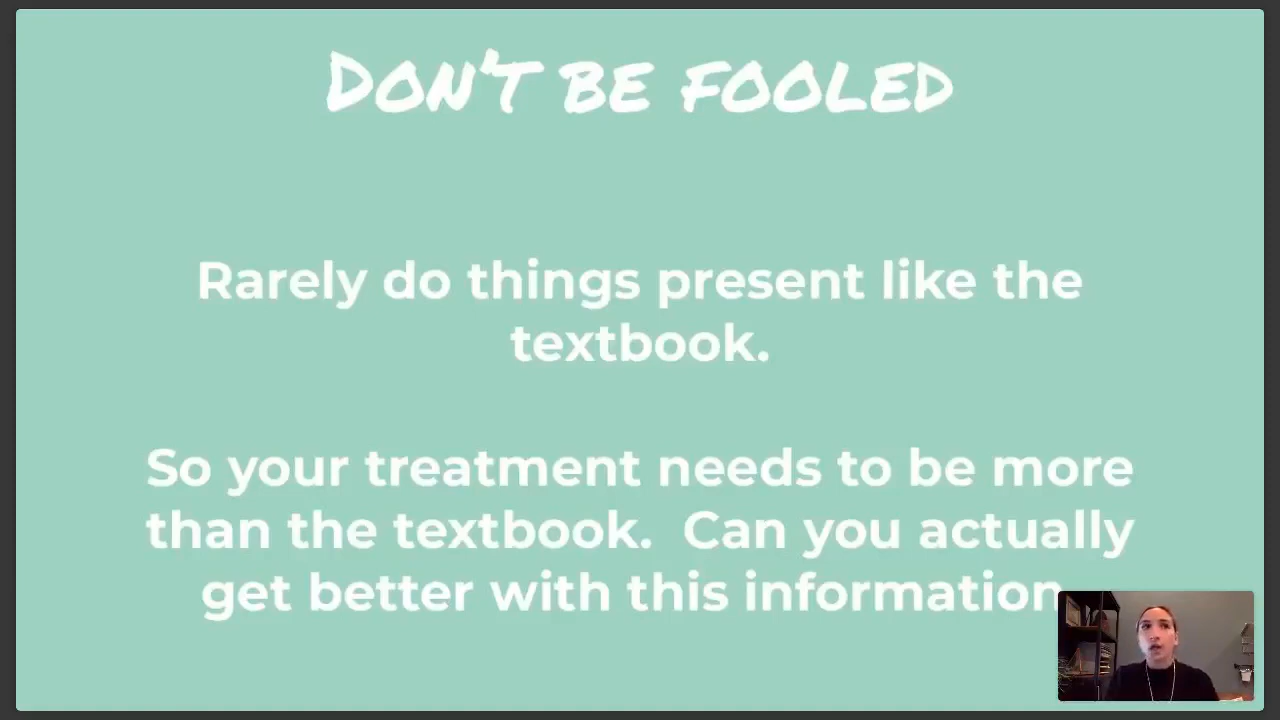 DON'T BE FOOLED
Rarely do things present like the
textbook.
So your treatment needs to be more
than the textbook.  Can you actually
get better with this information